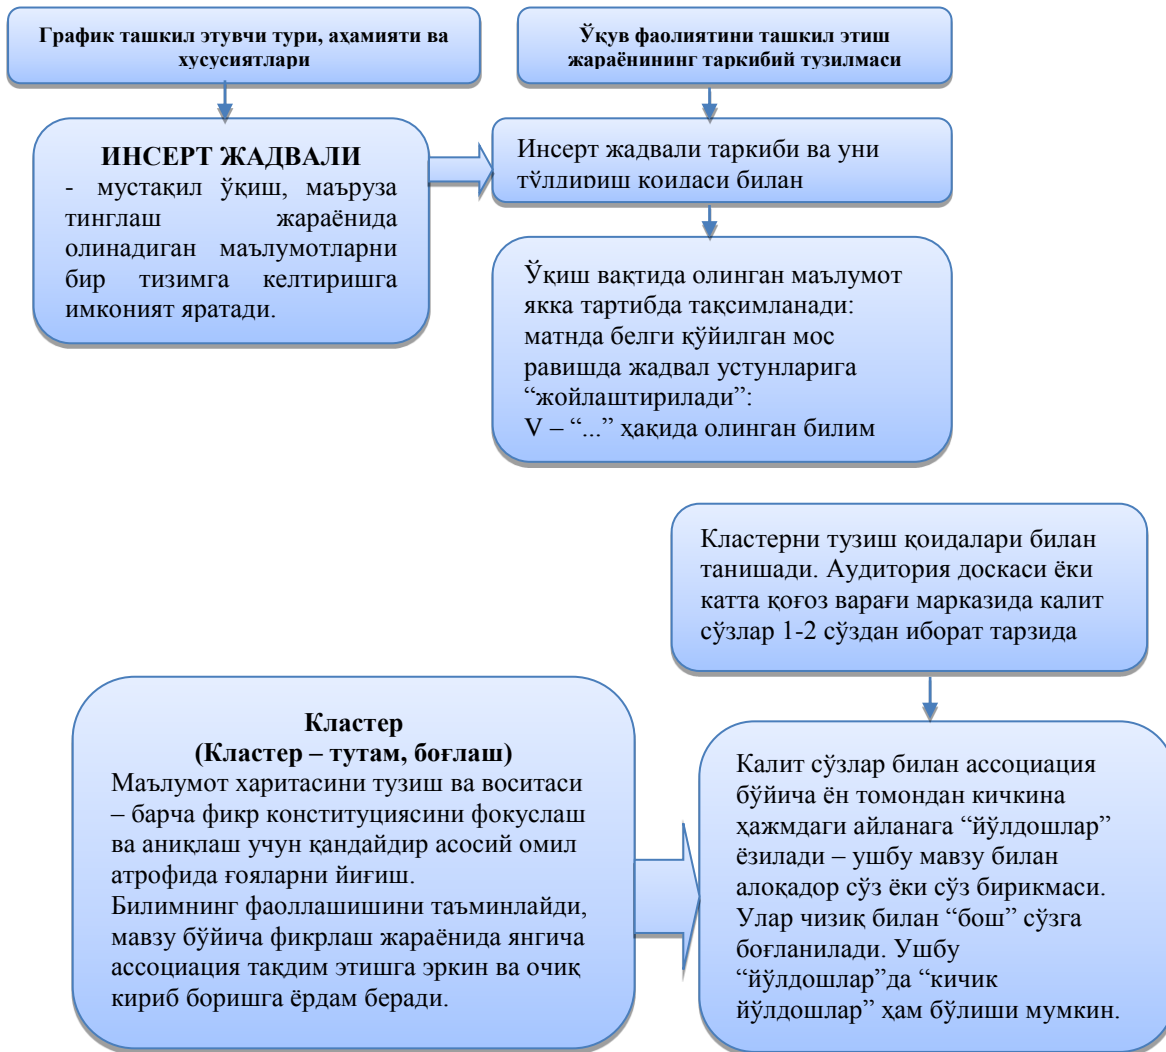 График ташкил этувчи тури, аҳамияти ва
хусусиятлари
Ўқув фаолиятини ташкил этиш
жараёнининг таркибий тузилмаси
ИНСЕРТ ЖАДВАЛИ
- мустақил ўқиш, маъруза
тинглаш жараёнида
олинадиган маълумотларни
бир тизимга келтиришга
имконият яратади.
Инсерт жадвали таркиби ва уни
тўлдириш қоидаси билан
Ўқиш вақтида олинган маълумот
якка тартибда тақсимланади:
матнда белги қўйилган мос
равишда жадвал устунларига
“жойлаштирилади”:
V – “...” ҳақида олинган билим
Кластерни тузиш қоидалари билан
танишади. Аудитория доскаси ёки
катта қоғоз варағи марказида калит
сўзлар 1-2 сўздан иборат тарзида
Кластер
(Кластер – тутам, боғлаш)
Маълумот харитасини тузиш ва воситаси
– барча фикр конституциясини фокуслаш
ва аниқлаш учун қандайдир асосий омил
атрофида ғояларни йиғиш.
Билимнинг фаоллашишини таъминлайди,
мавзу бўйича фикрлаш жараёнида янгича
ассоциация тақдим этишга эркин ва очиқ
кириб боришга ёрдам беради.
Калит сўзлар билан ассоциация
бўйича ён томондан кичкина
ҳажмдаги айланага “йўлдошлар”
ёзилади – ушбу мавзу билан
алоқадор сўз ёки сўз бирикмаси.
Улар чизиқ билан “бош” сўзга
боғланилади. Ушбу
“йўлдошлар”да “кичик
йўлдошлар” ҳам бўлиши мумкин.